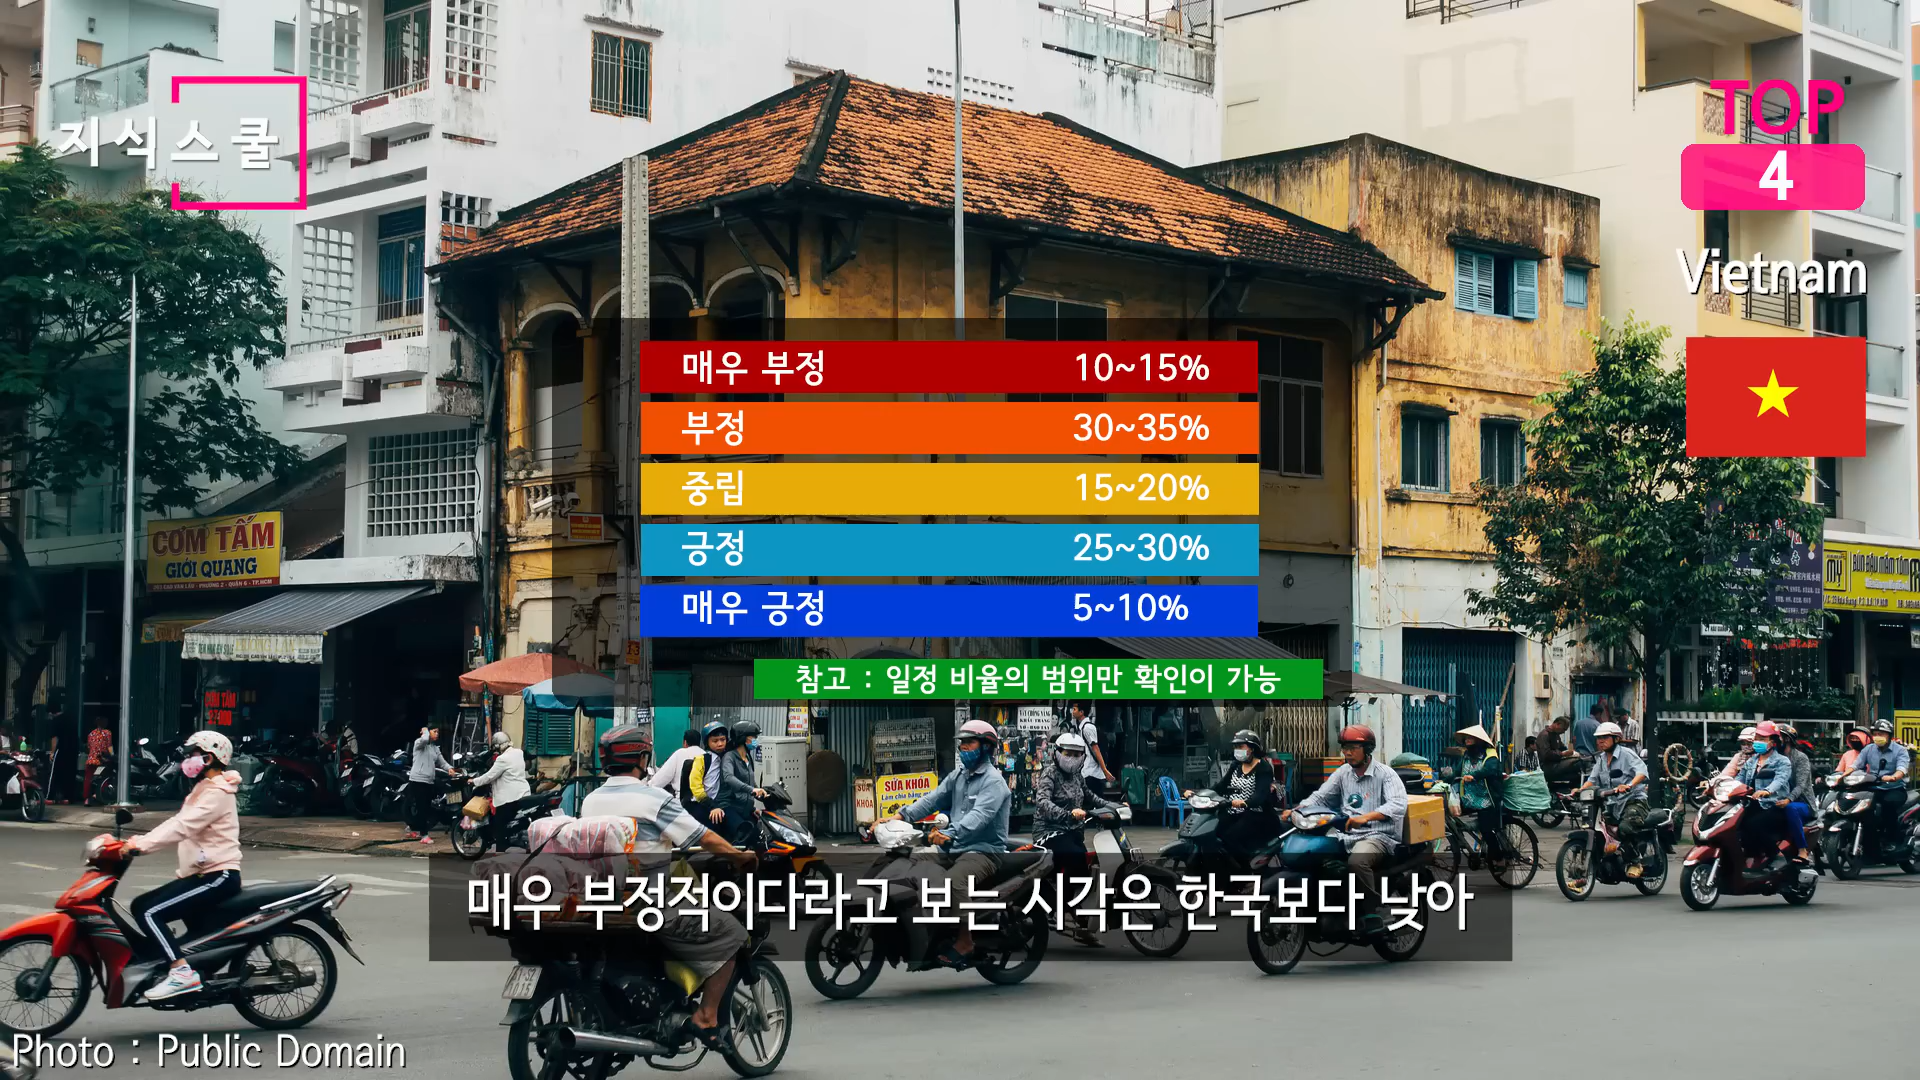 지식스쿨
TOP
4
Vietnam
매우 부정 10~15%
부정 30~35%
중립 15~20%
긍정 25~30%
매우 긍정 5~10%
참고 : 일정 비율의 범위만 확인이 가능
CƠM TẤM
GIỚI QUANG
SỬA KHÓA
매우 부정적이다라고 보는 시각은 한국보다 낮아
Photo : Public Domain